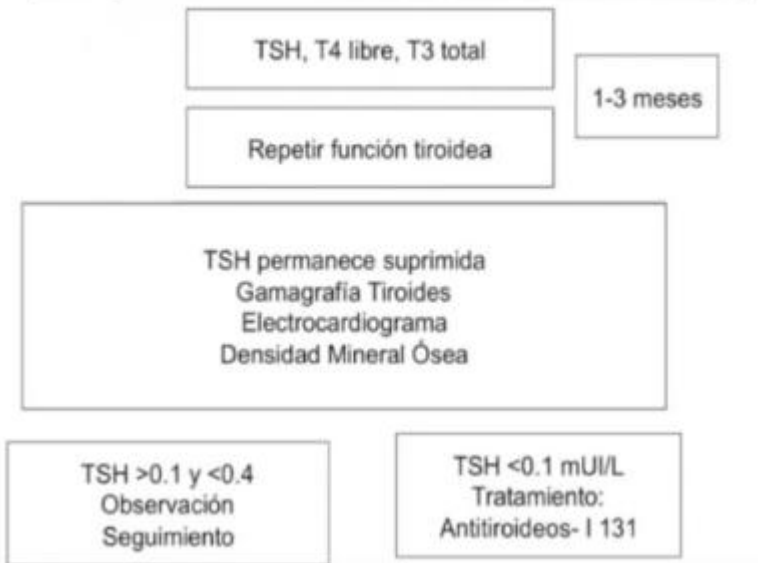 TSH, T4 libre, T3 total
1-3 meses
Repetir función tiroidea
TSH permanece suprimida
Gamagrafía Tiroides
Electrocardiograma
Densidad Mineral Ósea
TSH >0.1 y <0.4
Observación
Seguimiento
TSH <0.1 mUI/L
Tratamiento:
Antitiroideos- I 131